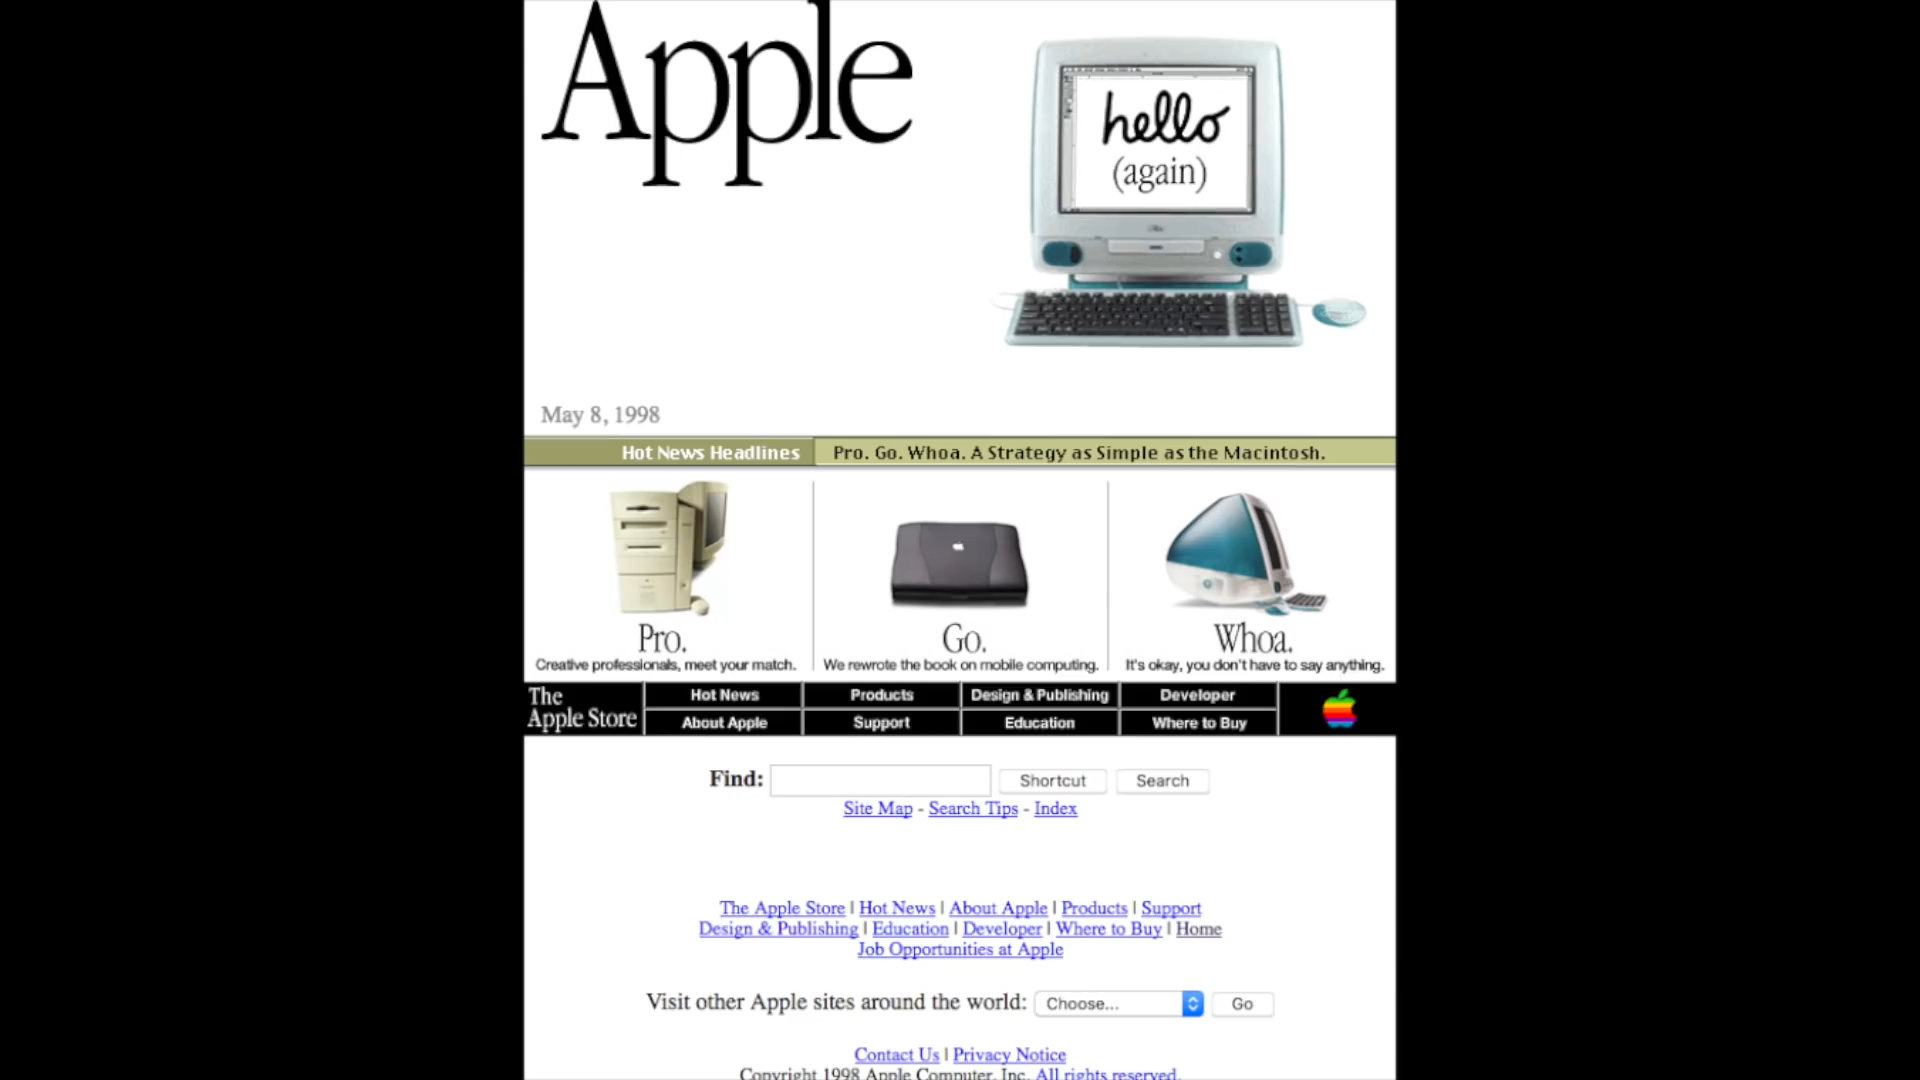 Apple
hello
(again)
May 8, 1998
Hot News Headlines
Pro. Go. Whoa. A Strategy as Simple as the Macintosh.
Pro.
Creative professionals, meet your match.
Go.
We rewrote the book on mobile computing.
Whoa.
It's okay, you don't have to say anything.
The
Apple Store
Hot News
Products
Design & Publishing
Developer
About Apple
Support
Education
Where to Buy
Find: Shortcut Search
Site Map - Search Tips - Index
The Apple Store | Hot News | About Apple | Products | Support
Design & Publishing | Education | Developer | Where to Buy | Home
Job Opportunities at Apple
Visit other Apple sites around the world: Choose... Go
Contact Us | Privacy Notice
Copyright 1998 Apple Computer, Inc. All rights reserved.